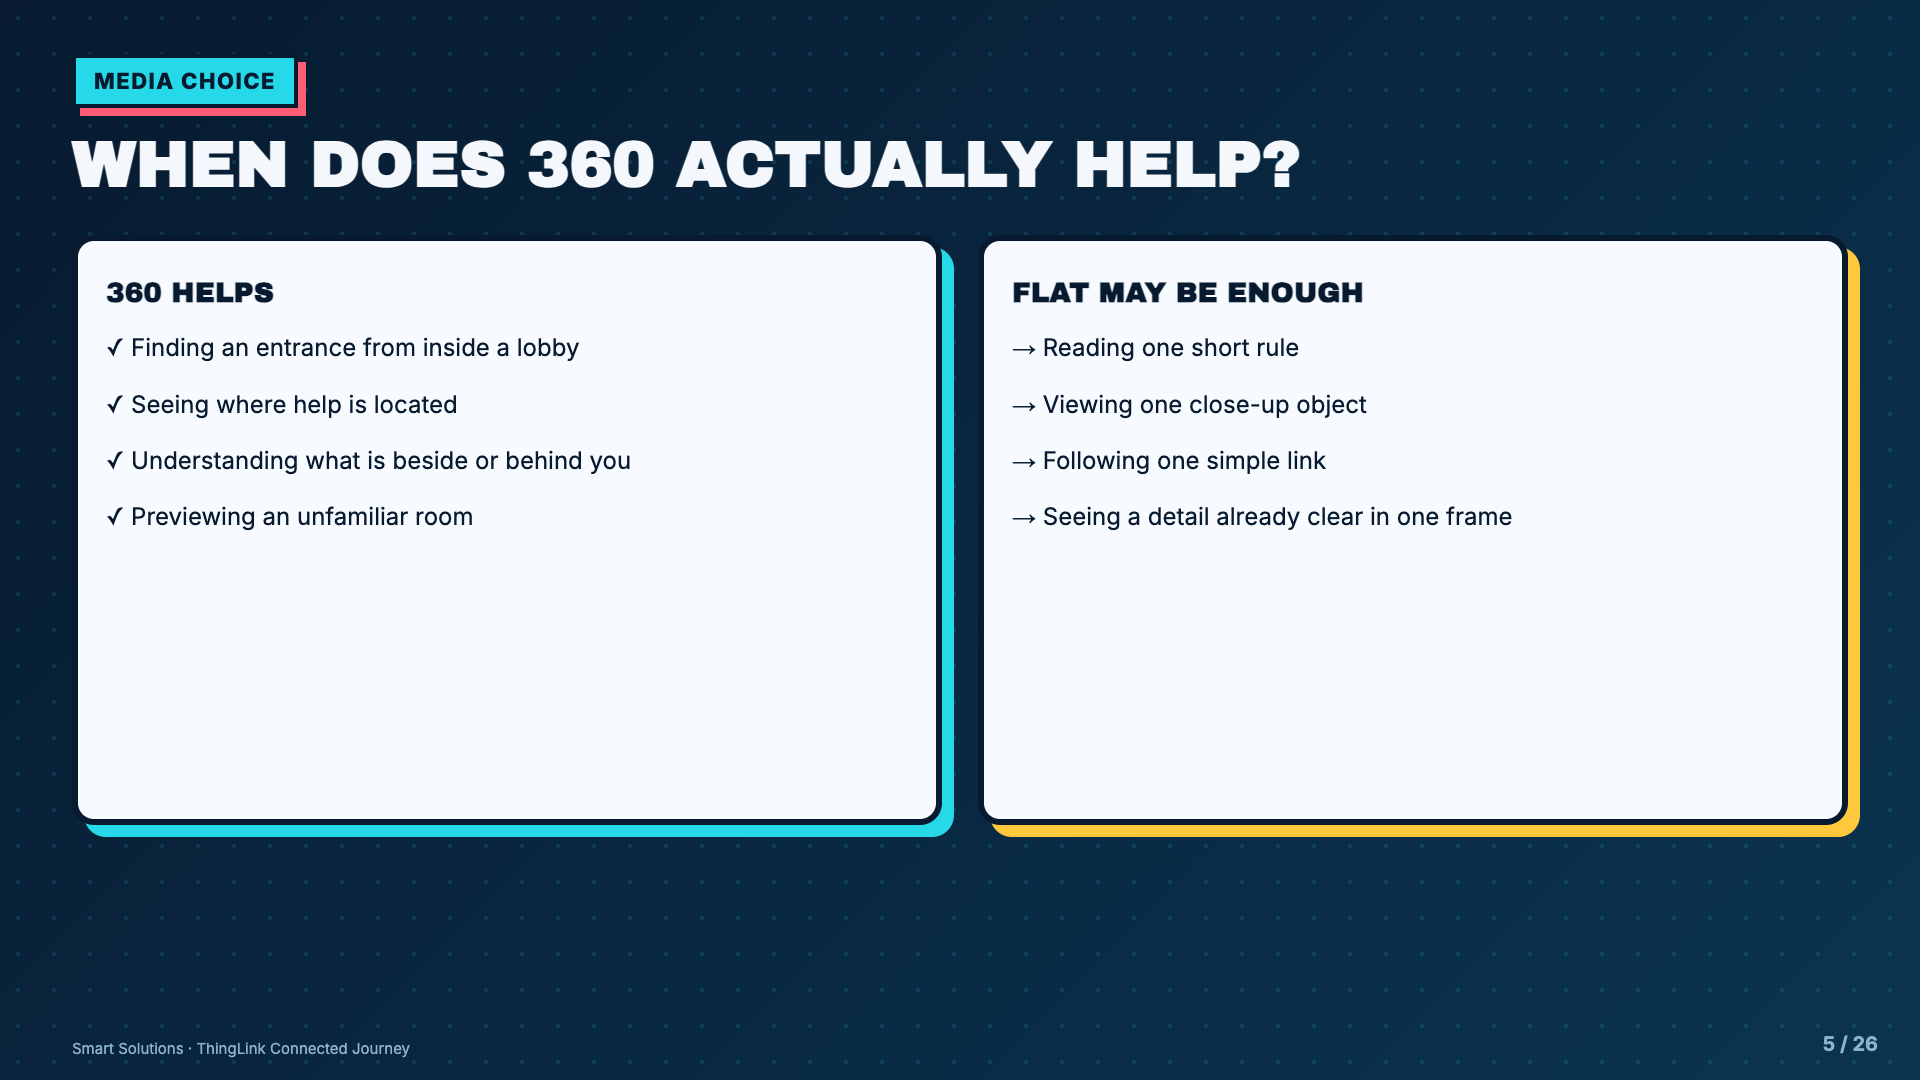 MEDIA CHOICE
WHEN DOES 360 ACTUALLY HELP?
360 HELPS
✓ Finding an entrance from inside a lobby
✓ Seeing where help is located
✓ Understanding what is beside or behind you
✓ Previewing an unfamiliar room
FLAT MAY BE ENOUGH
→ Reading one short rule
→ Viewing one close-up object
→ Following one simple link
→ Seeing a detail already clear in one frame
Smart Solutions · ThingLink Connected Journey
5 / 26